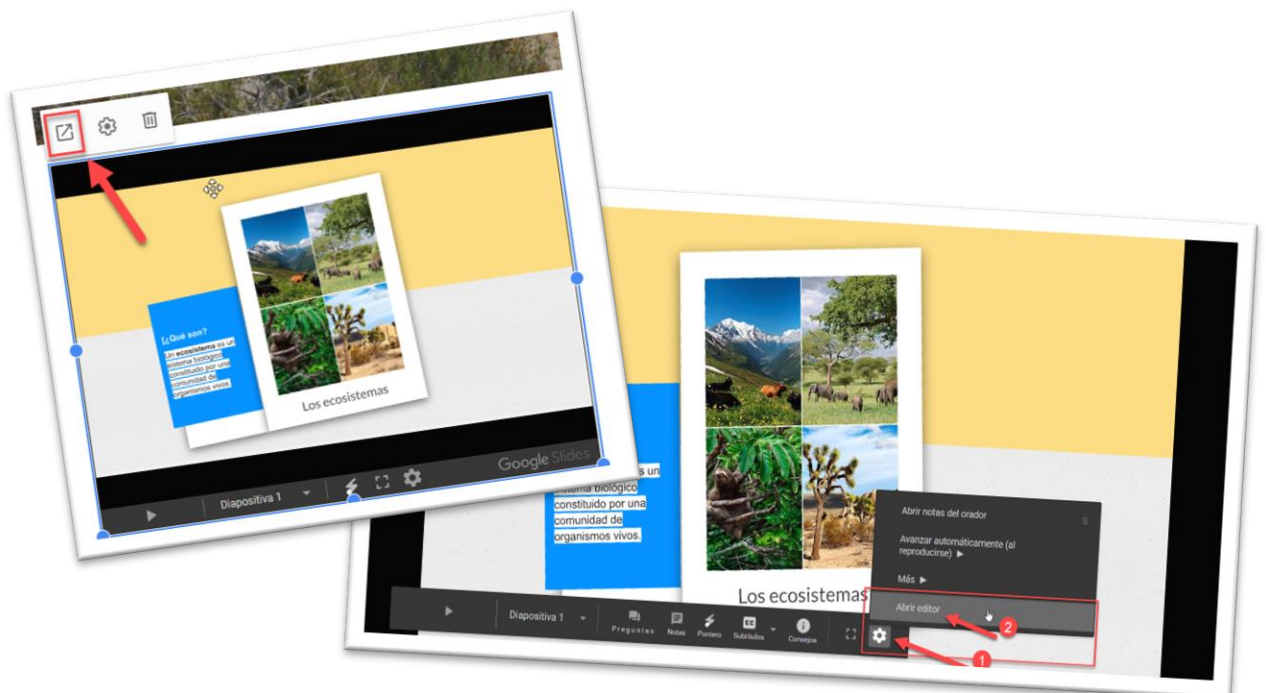 ¿Qué son?
Un ecosistema es un
sistema biológico
constituido por una
comunidad de
organismos vivos.
Los ecosistemas
Google Slides
Diapositiva 1
s un
sistema biológico
constituido por una
comunidad de
organismos vivos.
Los ecosistemas
Abrir notas del orador
Avanzar automáticamente (al
reproducirse)
Más
Abrir editor
2
Diapositiva 1
Preguntas
Notas
Puntero
Subtítulos
Consejos
1